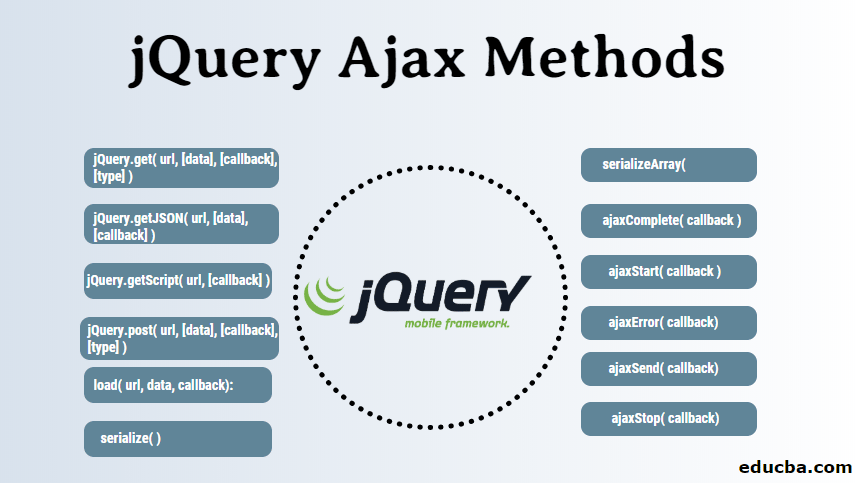 jQuery Ajax Methods
jQuery.get( url, [data], [callback],
[type] )
jQuery.getJSON( url, [data],
[callback] )
jQuery.getScript( url, [callback] )
jQuery.post( url, [data], [callback],
[type] )
load( url, data, callback):
serialize( )
jQuery
mobile framework.
serializeArray(
ajaxComplete( callback )
ajaxStart( callback )
ajaxError( callback)
ajaxSend( callback)
ajaxStop( callback)
educba.com